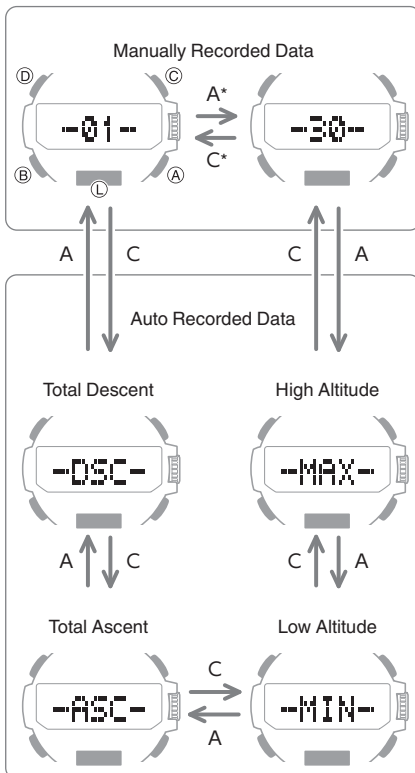 Manually Recorded Data
Ⓓ Ⓒ
-01- A* -30-
C*
Ⓑ Ⓐ
Ⓛ
A C C A
Auto Recorded Data
Total Descent High Altitude
-DSC- -MAX-
A C C A
Total Ascent Low Altitude
C
-ASC- -MIN-
A